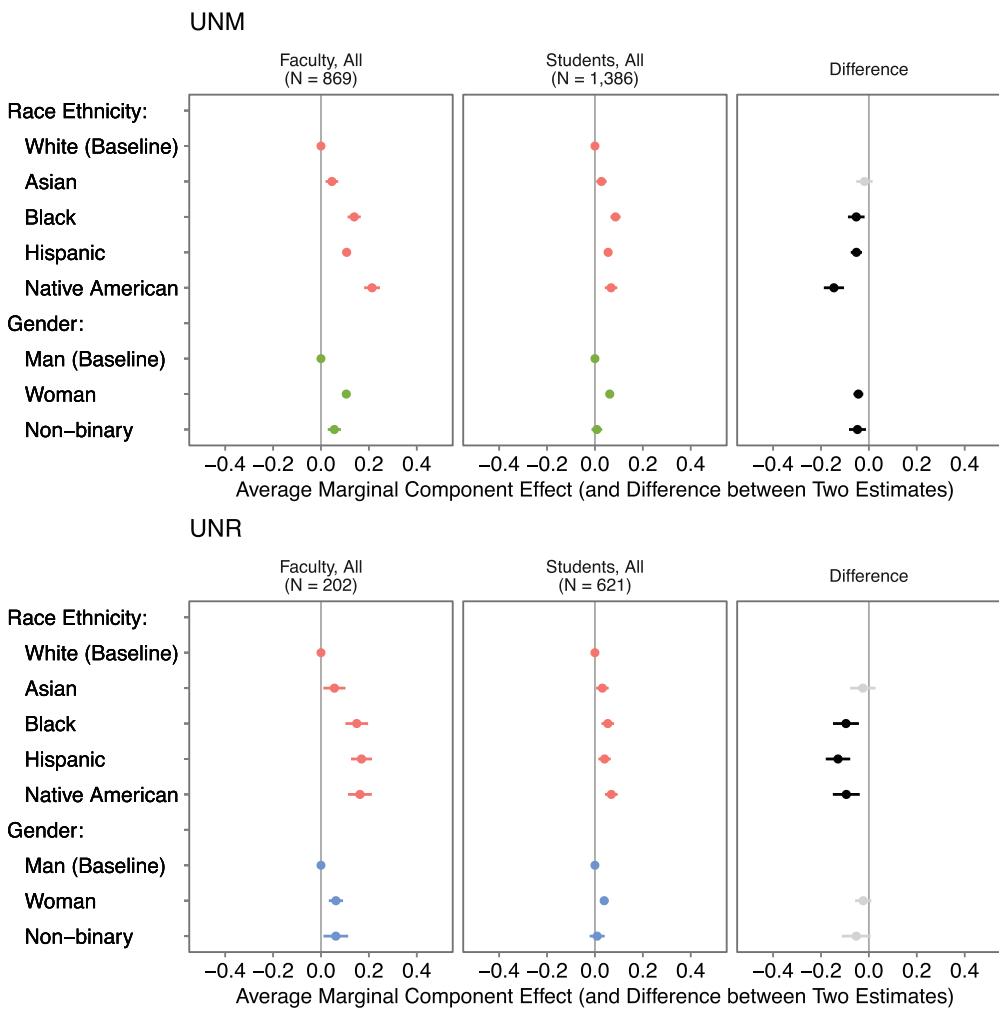 UNM
Faculty, All
(N = 869)
Students, All
(N = 1,386)
Difference
Race Ethnicity:
White (Baseline)
Asian
Black
Hispanic
Native American
Gender:
Man (Baseline)
Woman
Non−binary
−0.4 −0.2 0.0 0.2 0.4
−0.4 −0.2 0.0 0.2 0.4
−0.4 −0.2 0.0 0.2 0.4
Average Marginal Component Effect (and Difference between Two Estimates)
UNR
Faculty, All
(N = 202)
Students, All
(N = 621)
Difference
Race Ethnicity:
White (Baseline)
Asian
Black
Hispanic
Native American
Gender:
Man (Baseline)
Woman
Non−binary
−0.4 −0.2 0.0 0.2 0.4
−0.4 −0.2 0.0 0.2 0.4
−0.4 −0.2 0.0 0.2 0.4
Average Marginal Component Effect (and Difference between Two Estimates)